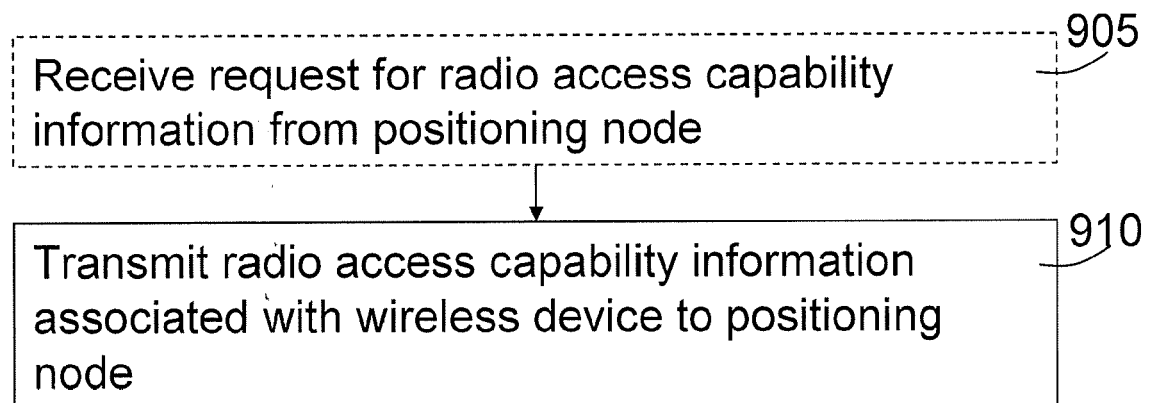 905
Receive request for radio access capability
information from positioning node
910
Transmit radio access capability information
associated with wireless device to positioning
node